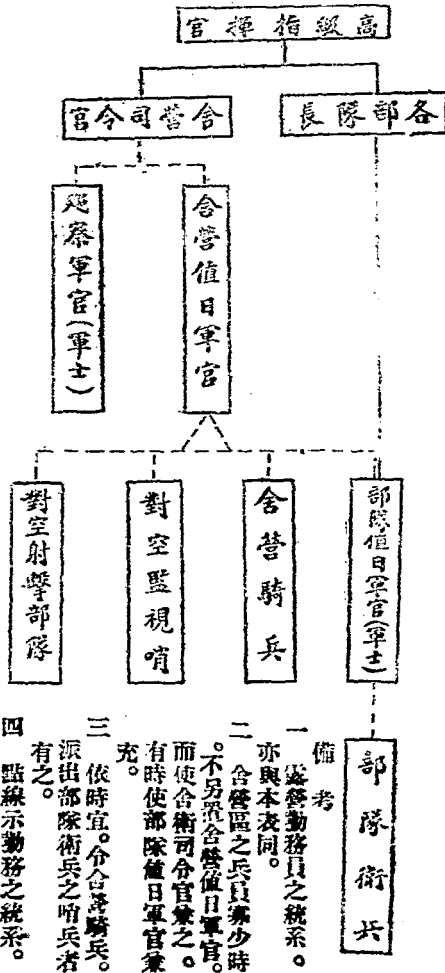 高級指揮官
各部隊長
舍營司令官
舍營值日軍官
廵察軍官（軍士）
部隊值日軍官（軍士）
舍營騎兵
對空監視哨
對空射擊部隊
部隊衛兵
備考
一　露營勤務員之統系。
亦與本表同。
二　舍營區之兵員寡少時
。不另置舍營值日軍官。
而使舍衛司令官兼之。
有時使部隊值日軍官兼
充。
三　依時宜。令舍營騎兵。
派出部隊衛兵之哨兵者
有之。
四　點線示勤務之統系。